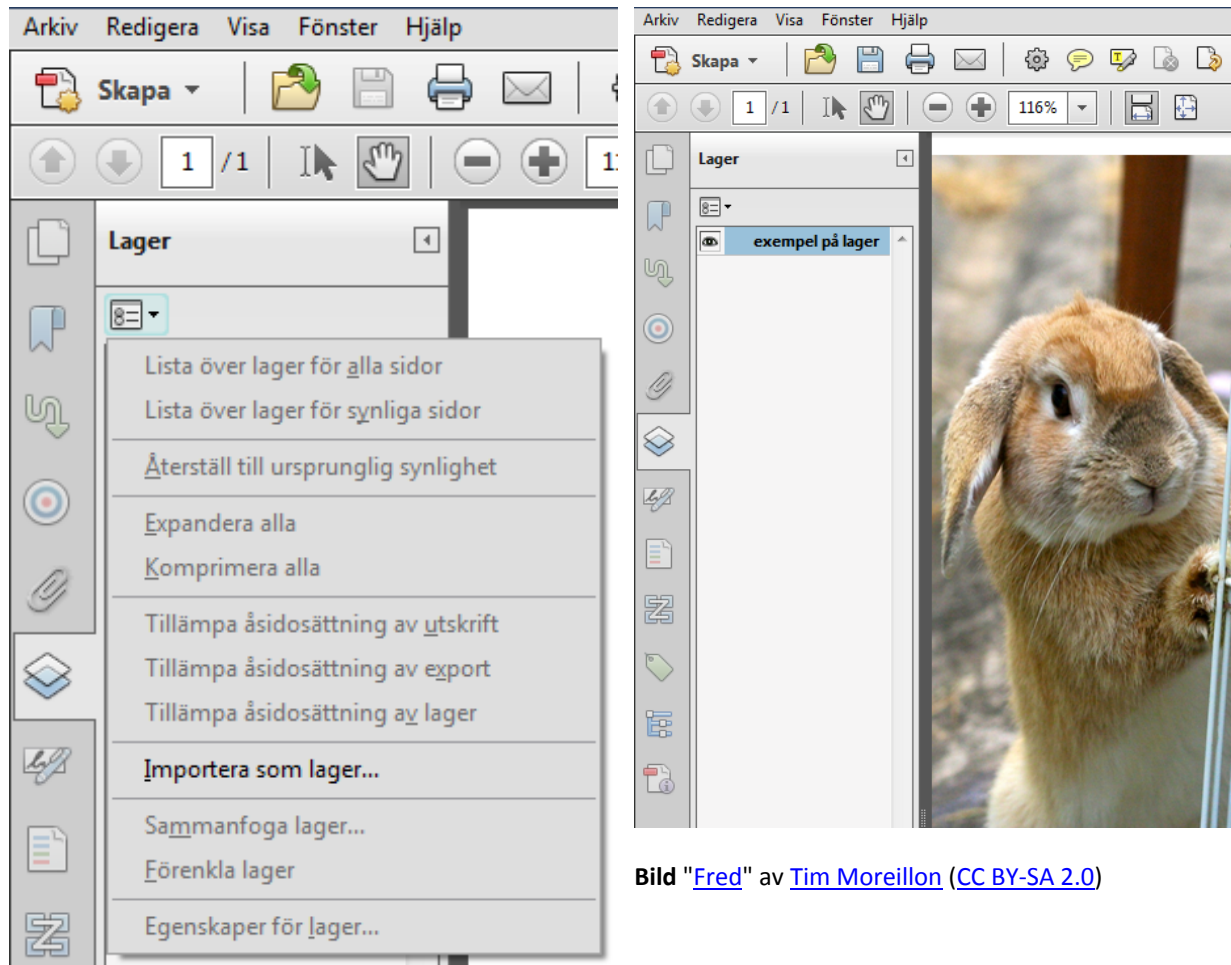 Arkiv Redigera Visa Fönster Hjälp
Skapa
1 /1
Lager
Lista över lager för alla sidor
Lista över lager för synliga sidor
Återställ till ursprunglig synlighet
Expandera alla
Komprimera alla
Tillämpa åsidosättning av utskrift
Tillämpa åsidosättning av export
Tillämpa åsidosättning av lager
Importera som lager...
Sammanfoga lager...
Förenkla lager
Egenskaper för lager...
Arkiv Redigera Visa Fönster Hjälp
Skapa
1 /1 116%
Lager
exempel på lager
Bild "Fred" av Tim Moreillon (CC BY-SA 2.0)